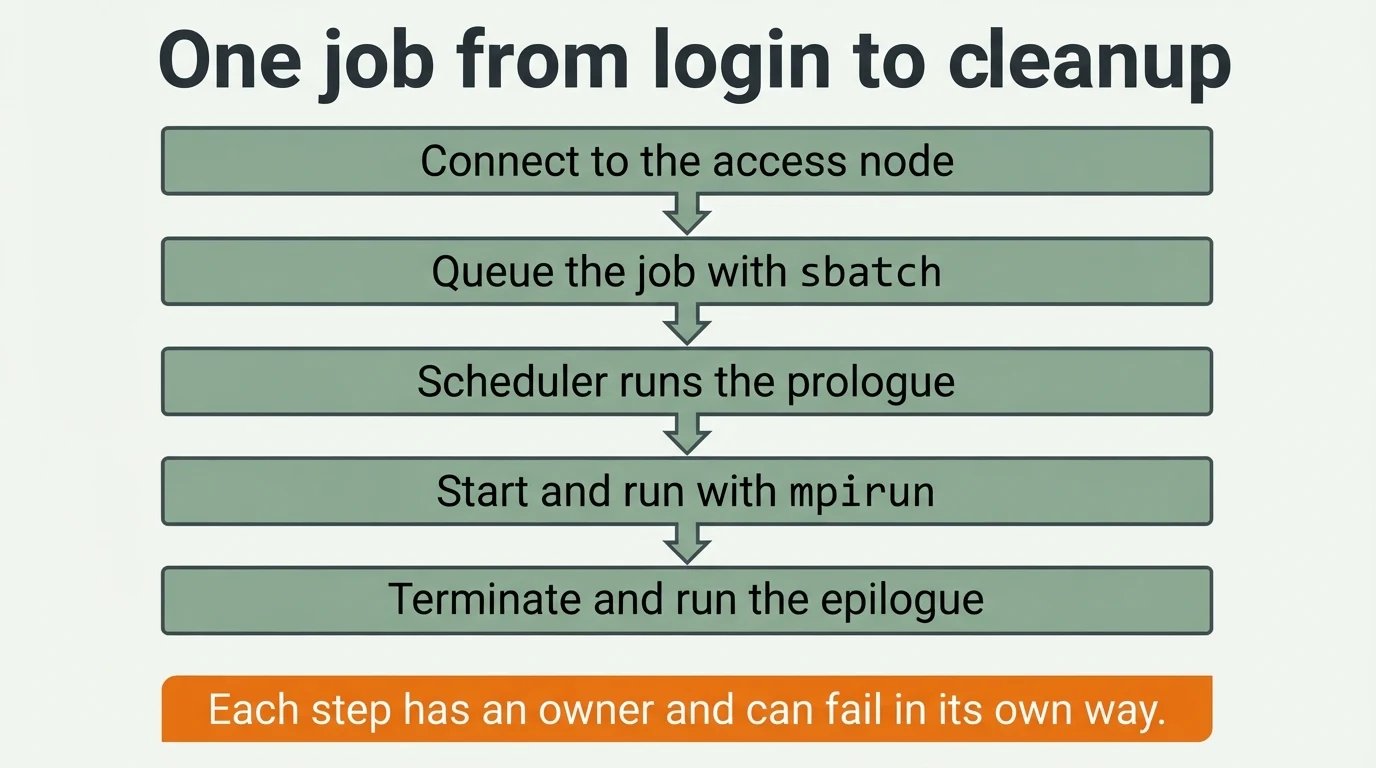 One job from login to cleanup
Connect to the access node
Queue the job with sbatch
Scheduler runs the prologue
Start and run with mpirun
Terminate and run the epilogue
Each step has an owner and can fail in its own way.